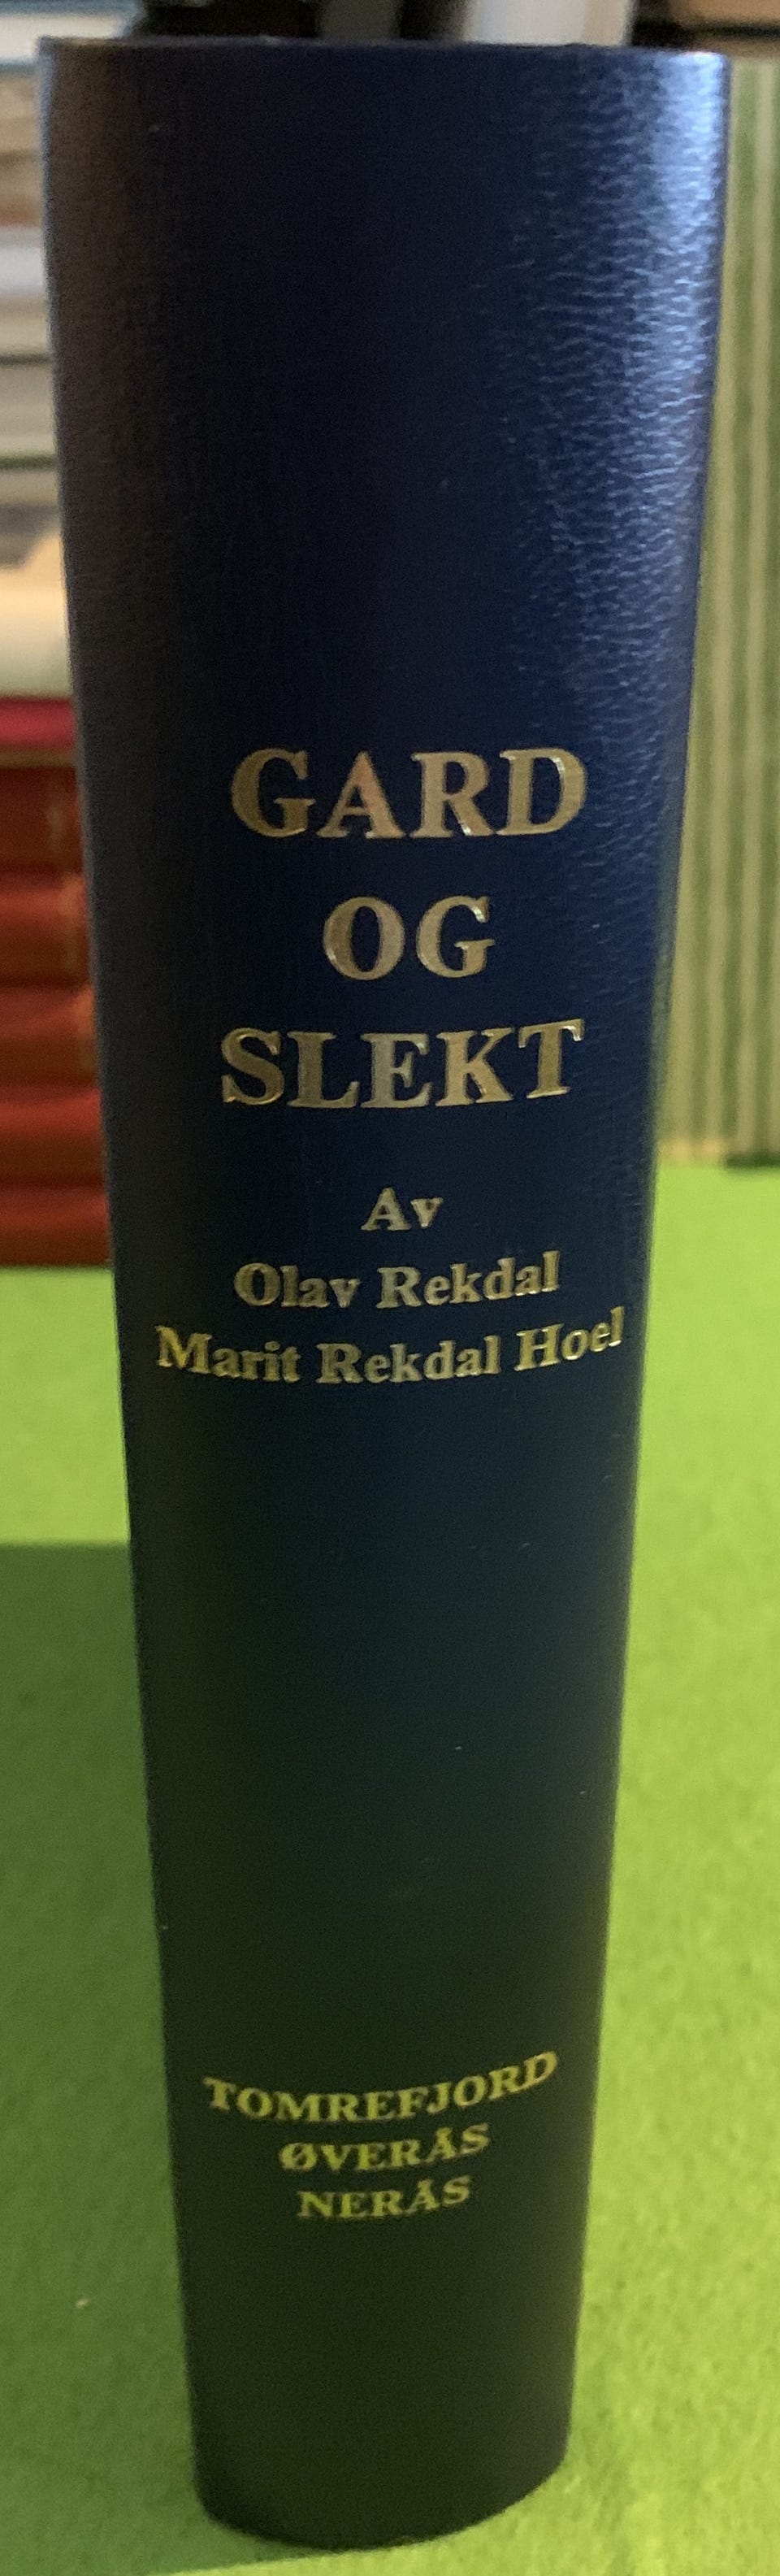 GARD
OG
SLEKT
Av
Olav Rekdal
Marit Rekdal Hoel
TOMREFJORD
ØVERÅS
NERÅS